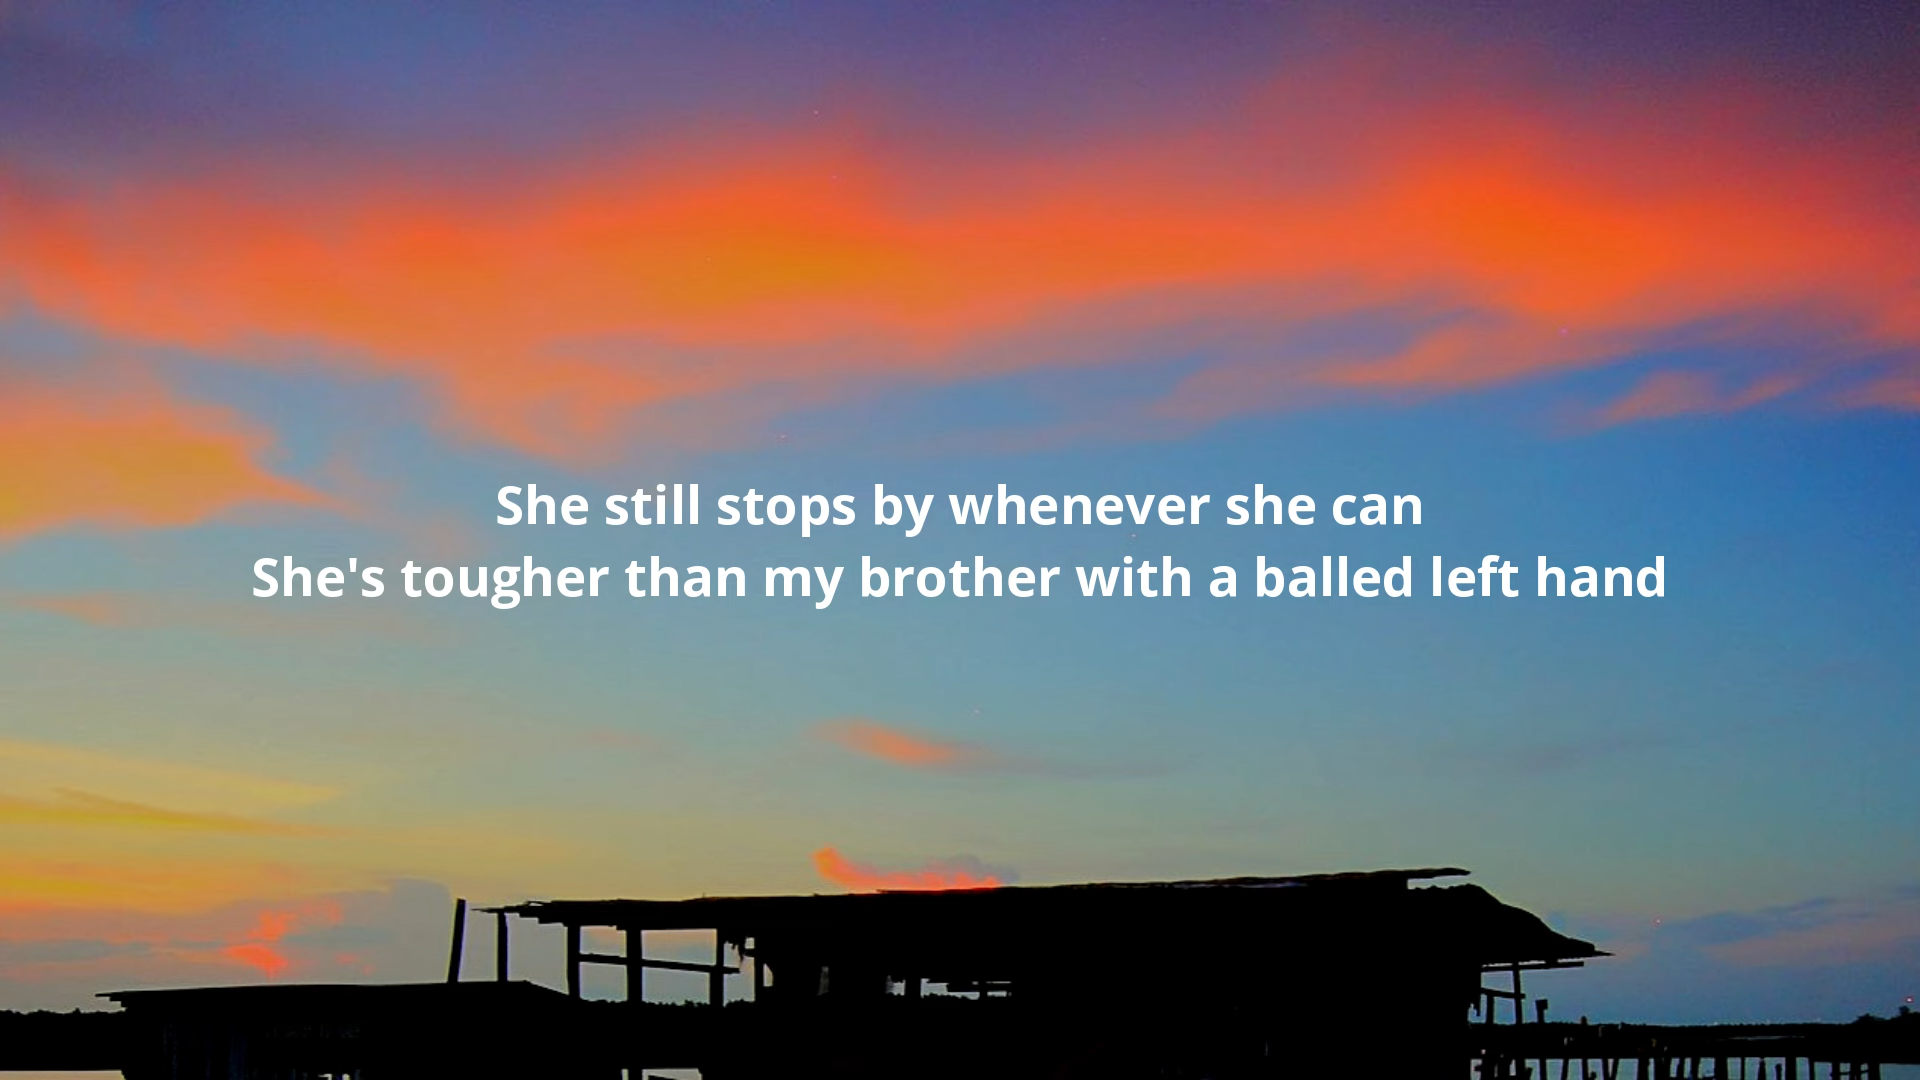 She still stops by whenever she can
She's tougher than my brother with a balled left hand